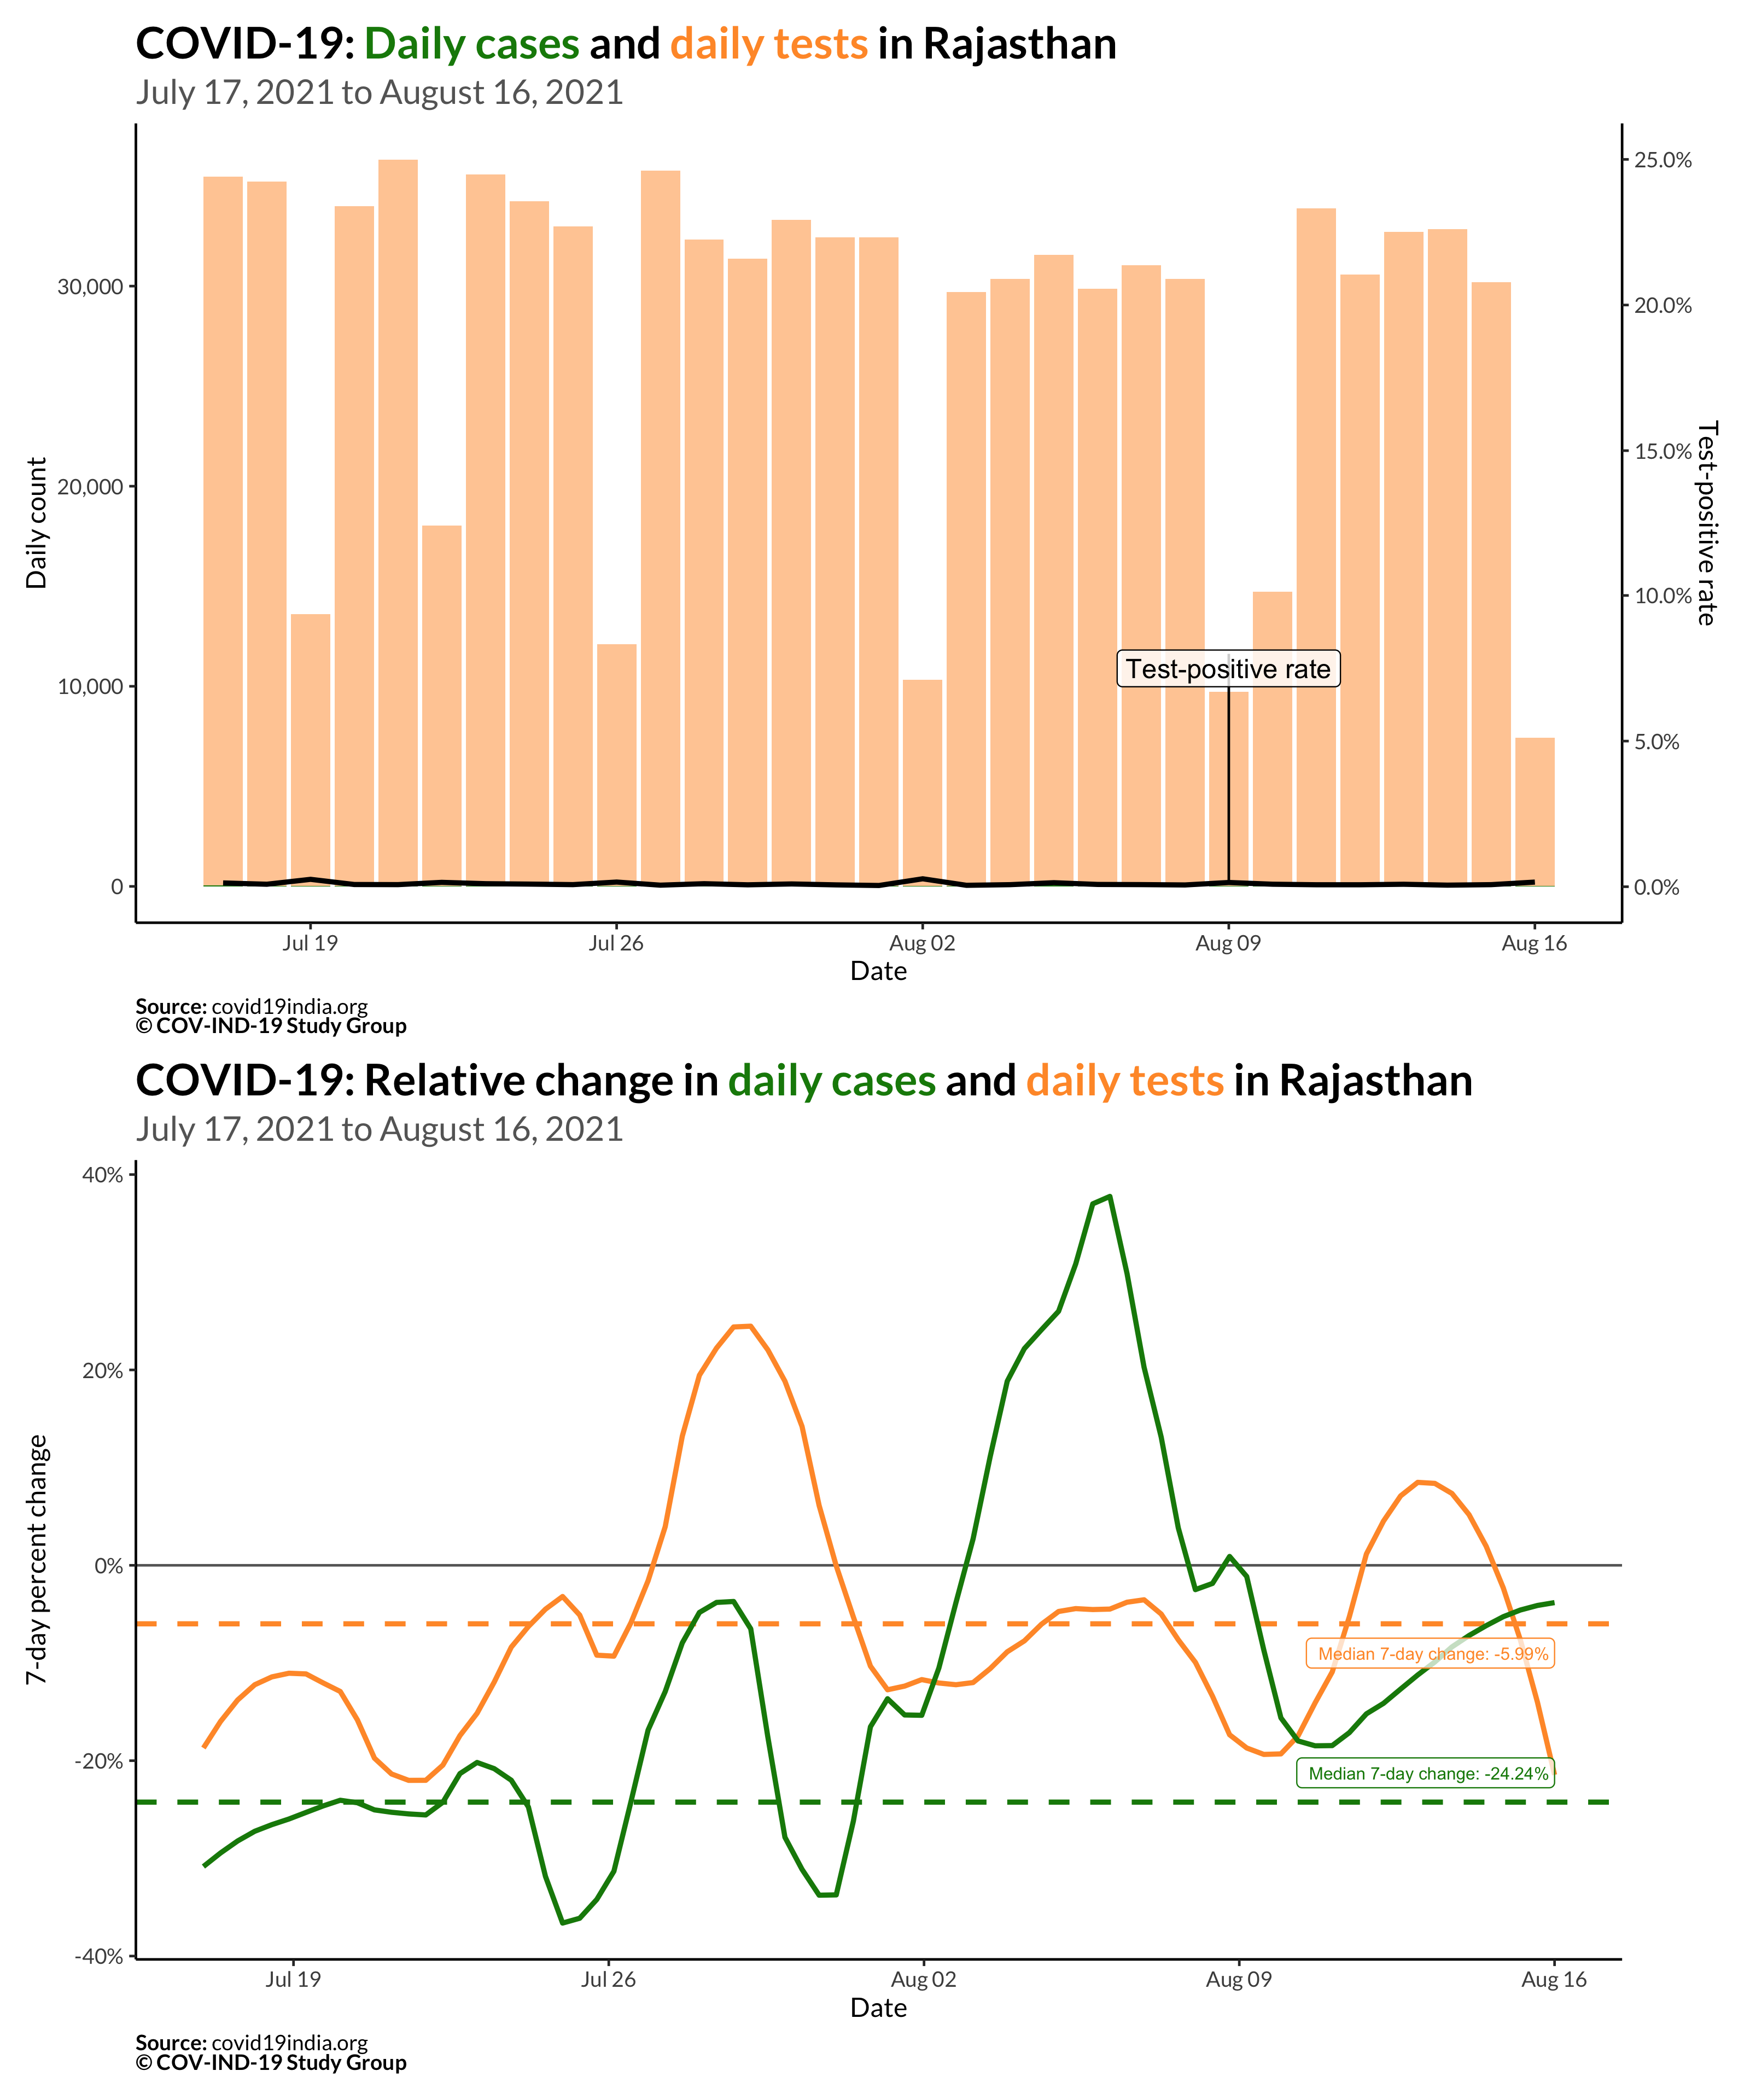 COVID-19: Daily cases and daily tests in Rajasthan
July 17, 2021 to August 16, 2021
Daily count
30,000
20,000
10,000
0
25.0%
20.0%
15.0%
10.0%
5.0%
0.0%
Test-positive rate
Test-positive rate
Jul 19
Jul 26
Aug 02
Aug 09
Aug 16
Date
Source: covid19india.org
© COV-IND-19 Study Group
COVID-19: Relative change in daily cases and daily tests in Rajasthan
July 17, 2021 to August 16, 2021
7-day percent change
40%
20%
0%
-20%
-40%
Median 7-day change: -5.99%
Median 7-day change: -24.24%
Jul 19
Jul 26
Aug 02
Aug 09
Aug 16
Date
Source: covid19india.org
© COV-IND-19 Study Group